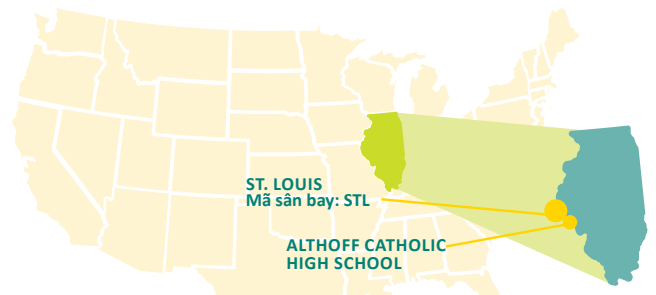 ST. LOUIS
Mã sân bay: STL
ALTHOFF CATHOLIC
HIGH SCHOOL